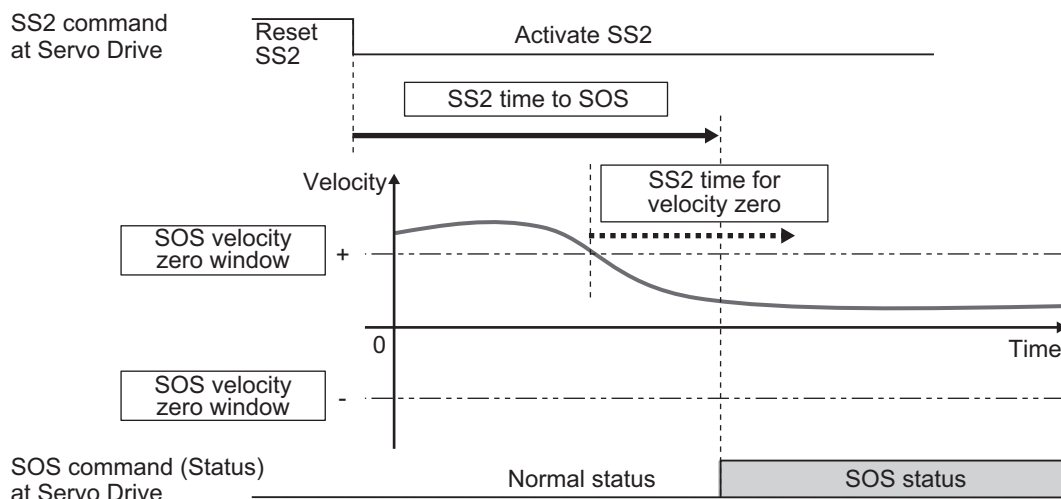 SS2 command
at Servo Drive
Reset
SS2
Activate SS2
SS2 time to SOS
Velocity
SS2 time for
velocity zero
SOS velocity
zero window
+
0
Time
SOS velocity
zero window
-
SOS command (Status)
at Servo Drive
Normal status
SOS status